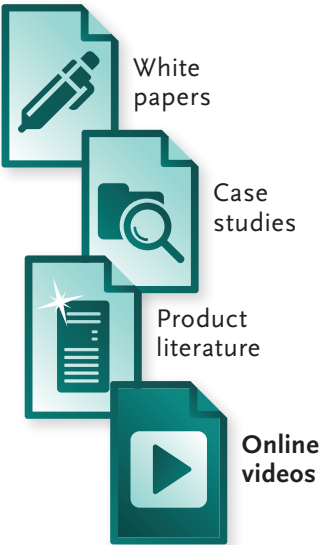 White
papers
Case
studies
Product
literature
Online
videos